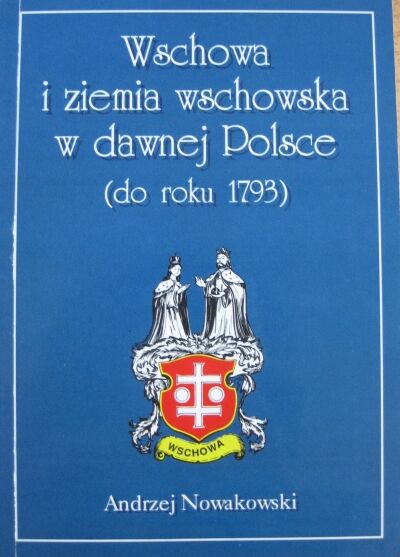 Wschowa
i ziemia wschowska
w dawnej Polsce
(do roku 1793)
WSCHOWA
Andrzej Nowakowski